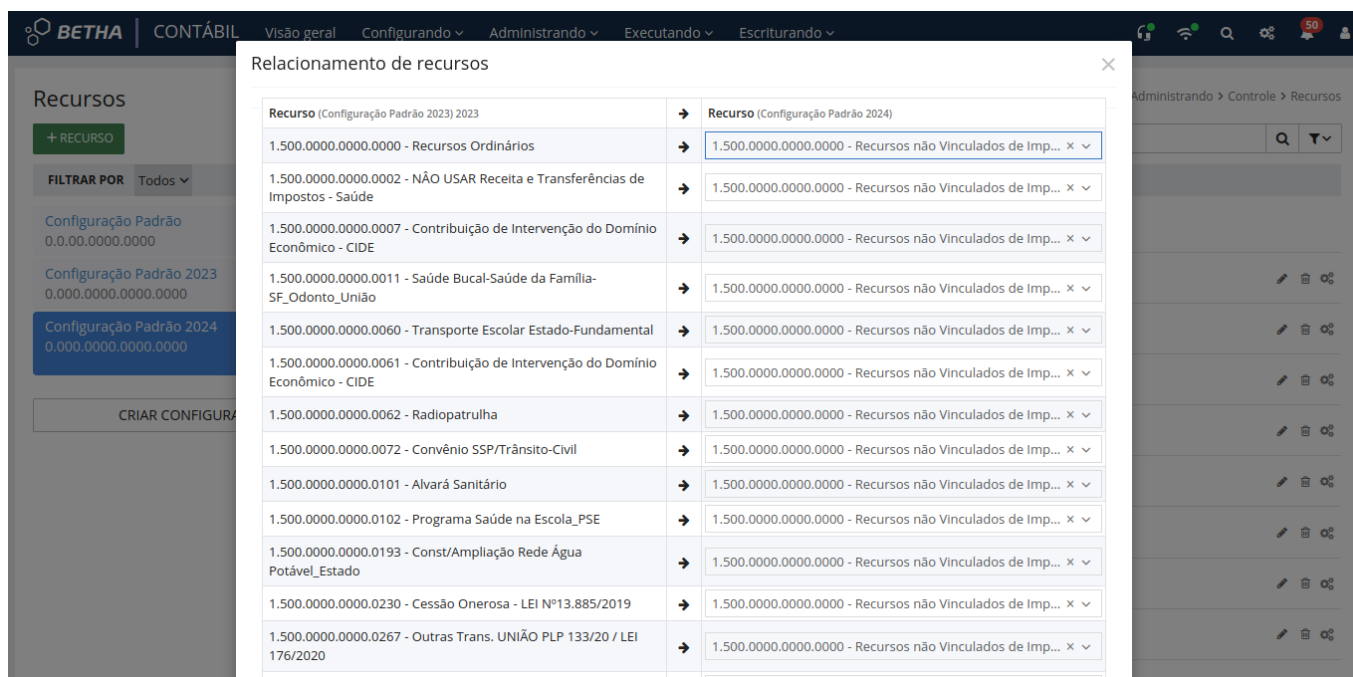 BETHA CONTÁBIL Visão geral Configurando Administrando Executando Escriturando 50
Relacionamento de recursos ×
Recursos
Administrando > Controle > Recursos
+ RECURSO
FILTRAR POR Todos
Configuração Padrão
0.0.00.0000.0000
Configuração Padrão 2023
0.000.0000.0000.0000
Configuração Padrão 2024
0.000.0000.0000.0000
CRIAR CONFIGURA
Recurso (Configuração Padrão 2023) 2023 → Recurso (Configuração Padrão 2024)
1.500.0000.0000.0000 - Recursos Ordinários → 1.500.0000.0000.0000 - Recursos não Vinculados de Imp... ×
1.500.0000.0000.0002 - NÂO USAR Receita e Transferências de
Impostos - Saúde → 1.500.0000.0000.0000 - Recursos não Vinculados de Imp... ×
1.500.0000.0000.0007 - Contribuição de Intervenção do Domínio
Econômico - CIDE → 1.500.0000.0000.0000 - Recursos não Vinculados de Imp... ×
1.500.0000.0000.0011 - Saúde Bucal-Saúde da Família-
SF_Odonto_União → 1.500.0000.0000.0000 - Recursos não Vinculados de Imp... ×
1.500.0000.0000.0060 - Transporte Escolar Estado-Fundamental → 1.500.0000.0000.0000 - Recursos não Vinculados de Imp... ×
1.500.0000.0000.0061 - Contribuição de Intervenção do Domínio
Econômico - CIDE → 1.500.0000.0000.0000 - Recursos não Vinculados de Imp... ×
1.500.0000.0000.0062 - Radiopatrulha → 1.500.0000.0000.0000 - Recursos não Vinculados de Imp... ×
1.500.0000.0000.0072 - Convênio SSP/Trânsito-Civil → 1.500.0000.0000.0000 - Recursos não Vinculados de Imp... ×
1.500.0000.0000.0101 - Alvará Sanitário → 1.500.0000.0000.0000 - Recursos não Vinculados de Imp... ×
1.500.0000.0000.0102 - Programa Saúde na Escola_PSE → 1.500.0000.0000.0000 - Recursos não Vinculados de Imp... ×
1.500.0000.0000.0193 - Const/Ampliação Rede Água
Potável_Estado → 1.500.0000.0000.0000 - Recursos não Vinculados de Imp... ×
1.500.0000.0000.0230 - Cessão Onerosa - LEI Nº13.885/2019 → 1.500.0000.0000.0000 - Recursos não Vinculados de Imp... ×
1.500.0000.0000.0267 - Outras Trans. UNIÃO PLP 133/20 / LEI
176/2020 → 1.500.0000.0000.0000 - Recursos não Vinculados de Imp... ×